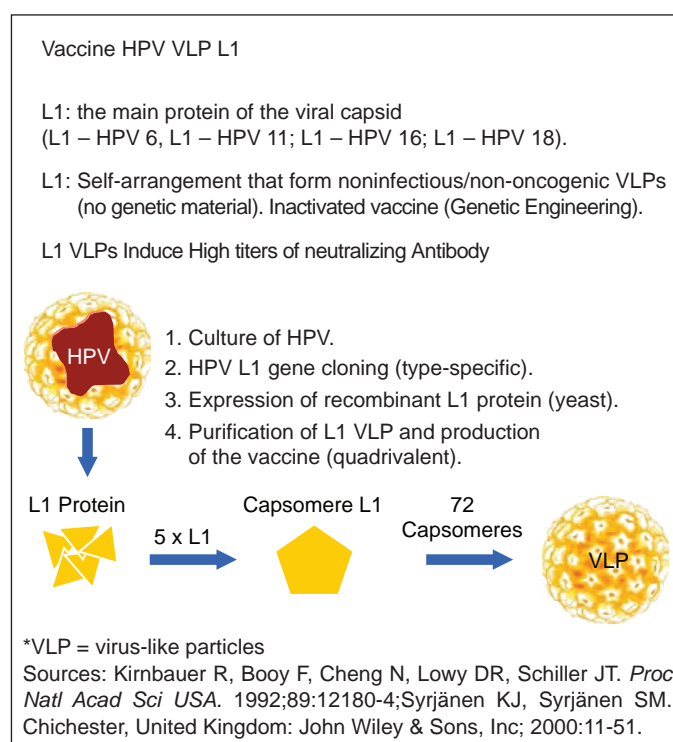 Vaccine HPV VLP L1
L1: the main protein of the viral capsid
(L1 – HPV 6, L1 – HPV 11; L1 – HPV 16; L1 – HPV 18).
L1: Self-arrangement that form noninfectious/non-oncogenic VLPs
(no genetic material). Inactivated vaccine (Genetic Engineering).
L1 VLPs Induce High titers of neutralizing Antibody
HPV
1. Culture of HPV.
2. HPV L1 gene cloning (type-specific).
3. Expression of recombinant L1 protein (yeast).
4. Purification of L1 VLP and production
of the vaccine (quadrivalent).
L1 Protein
5 x L1
Capsomere L1
72
Capsomeres
VLP
*VLP = virus-like particles
Sources: Kirnbauer R, Booy F, Cheng N, Lowy DR, Schiller JT. Proc
Natl Acad Sci USA. 1992;89:12180-4;Syrjänen KJ, Syrjänen SM.
Chichester, United Kingdom: John Wiley & Sons, Inc; 2000:11-51.